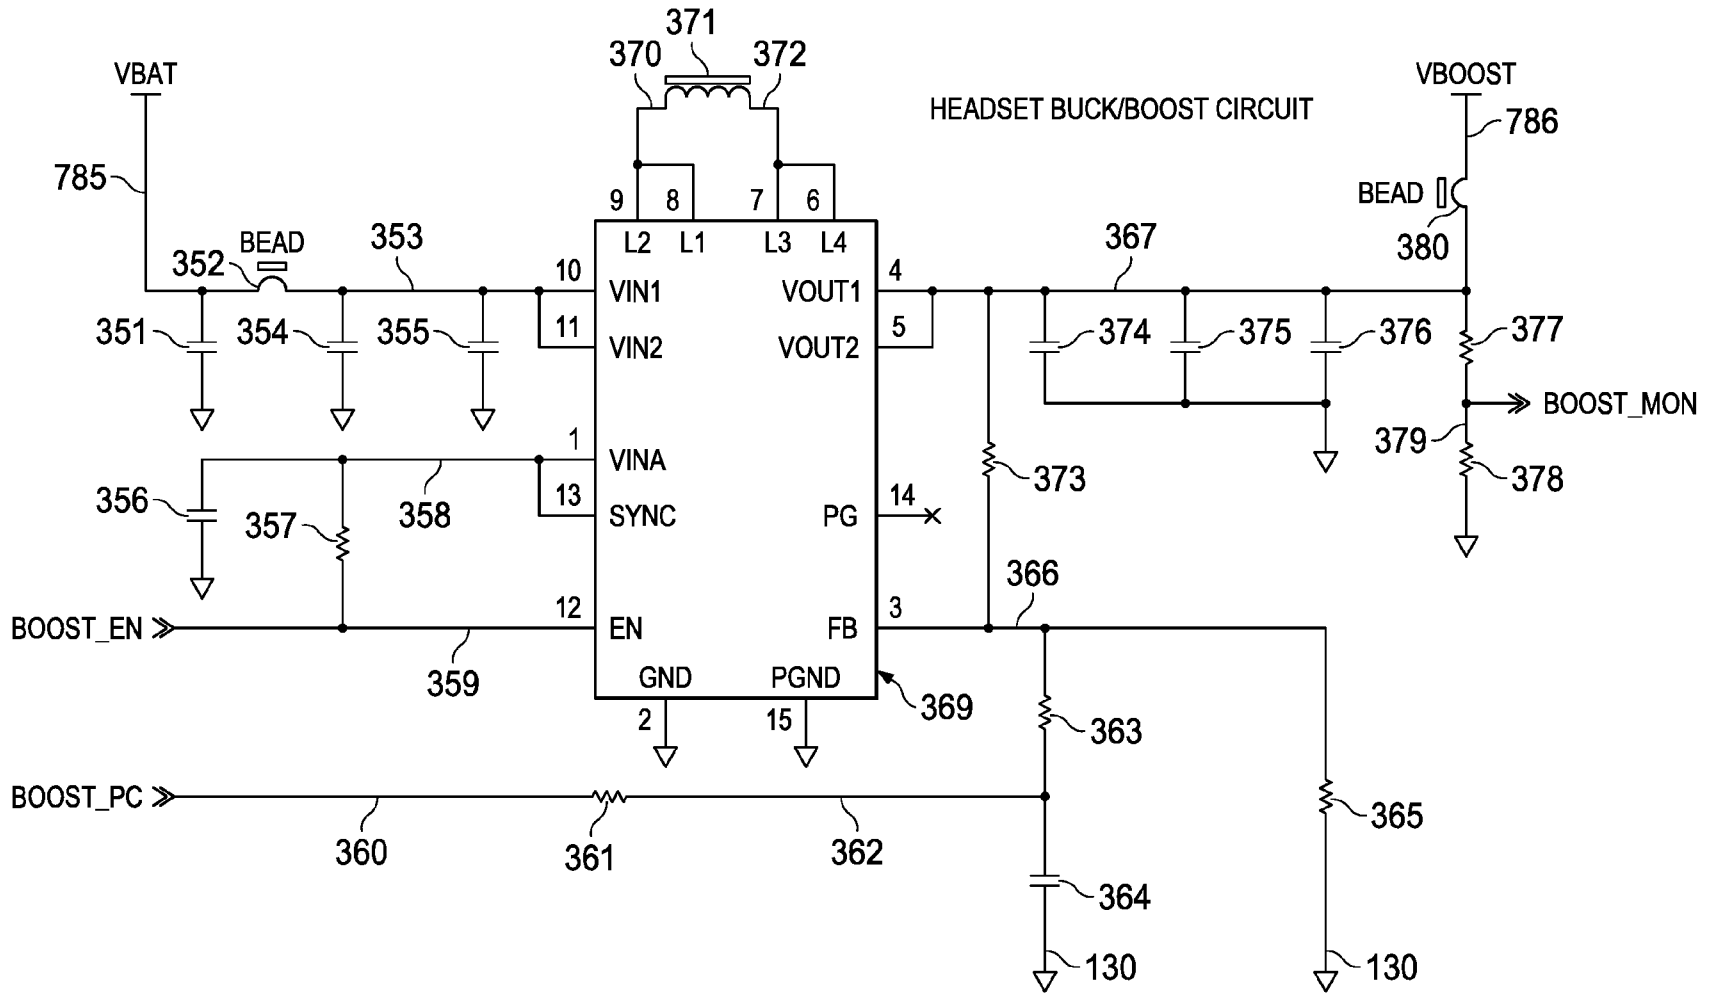 371
370
372
VBAT
VBOOST
HEADSET BUCK/BOOST CIRCUIT
786
785
BEAD
9
8
7
6
BEAD
380
352
353
L2
L1
L3
L4
367
10
VIN1
VOUT1
4
351
354
355
11
VIN2
VOUT2
5
374
375
376
377
BOOST_MON
379
378
1
VINA
373
356
357
358
13
SYNC
PG
14
366
BOOST_EN
12
EN
FB
3
359
GND
PGND
369
2
15
363
BOOST_PC
360
361
362
365
364
130
130